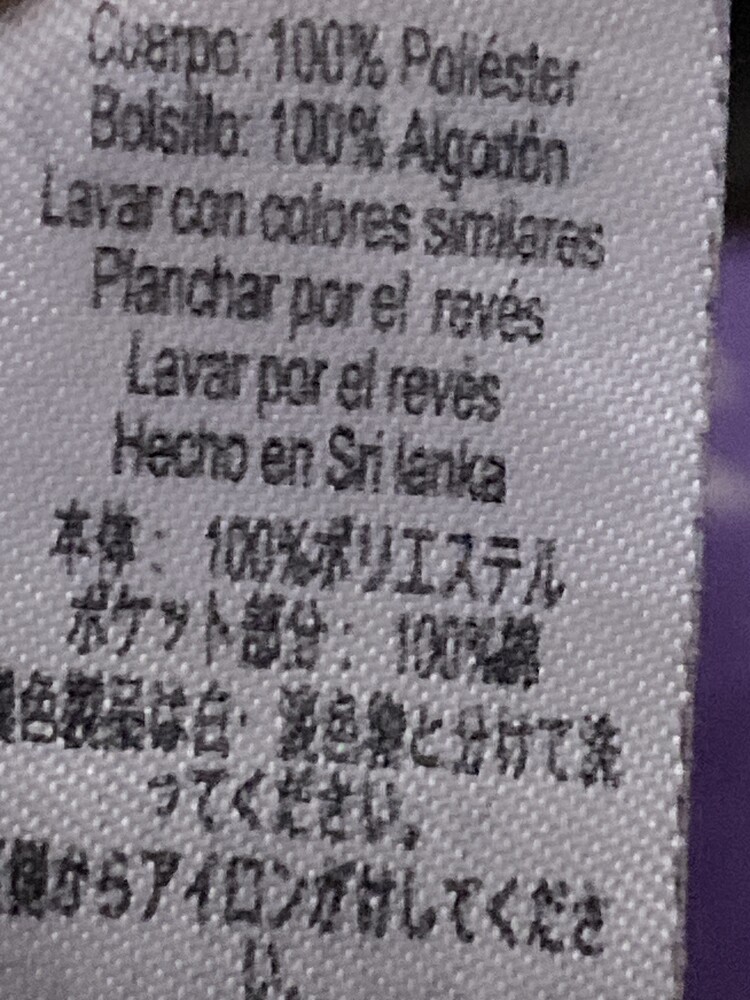 Cuerpo: 100% Poliéster
Bolsillo: 100% Algodón
Lavar con colores similares
Planchar por el revés
Lavar por el revés
Hecho en Sri lanka
本体: 100%ポリエステル
ポケット部分: 100%綿
色製品は白・淡色物と分けて洗
ってください。
側からアイロンがけしてくださ
い。